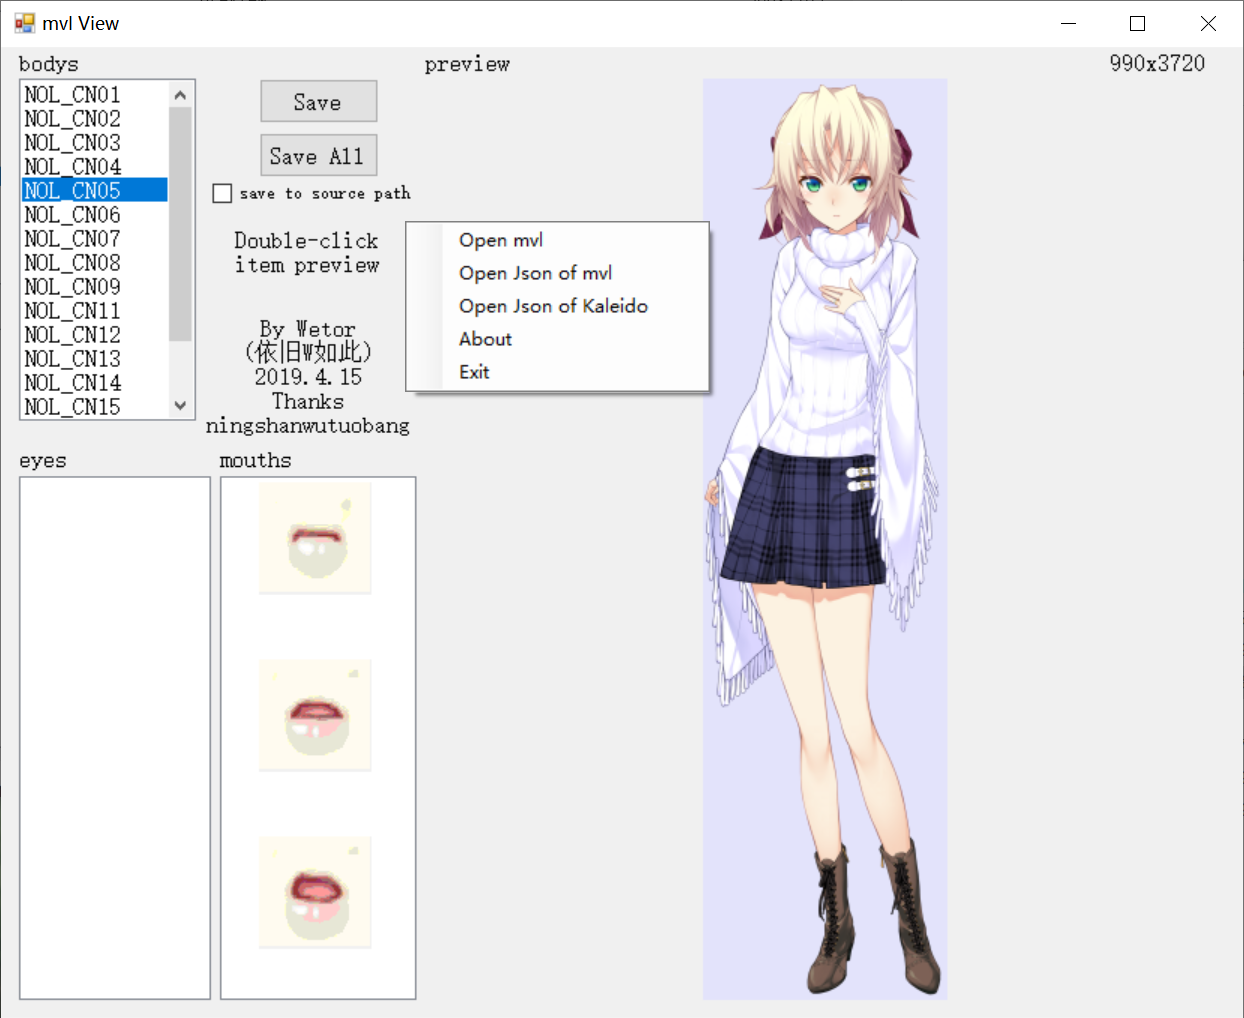 mvl View
bodys
preview
990x3720
NOL_CN01
NOL_CN02
NOL_CN03
NOL_CN04
NOL_CN05
NOL_CN06
NOL_CN07
NOL_CN08
NOL_CN09
NOL_CN11
NOL_CN12
NOL_CN13
NOL_CN14
NOL_CN15
Save
Save All
save to source path
Double-click
item preview
By Wetor
(依旧W如此)
2019.4.15
Thanks
ningshanwutuobang
Open mvl
Open Json of mvl
Open Json of Kaleido
About
Exit
eyes
mouths